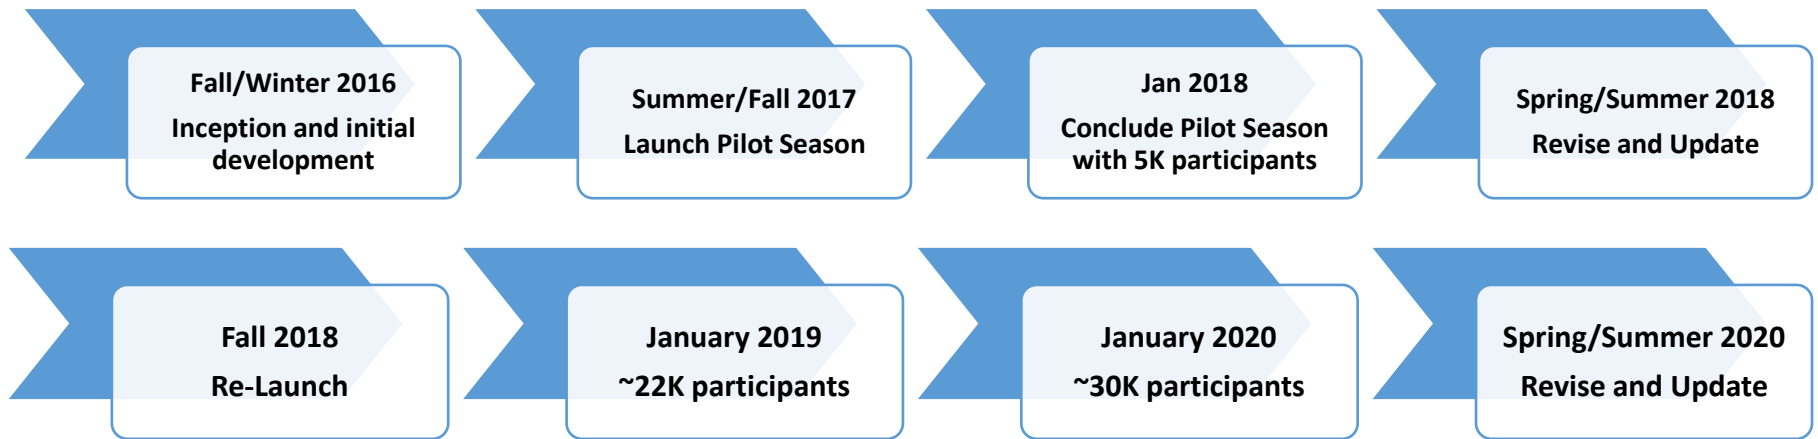 Fall/Winter 2016
Inception and initial
development
Summer/Fall 2017
Launch Pilot Season
Jan 2018
Conclude Pilot Season
with 5K participants
Spring/Summer 2018
Revise and Update
Fall 2018
Re-Launch
January 2019
~22K participants
January 2020
~30K participants
Spring/Summer 2020
Revise and Update